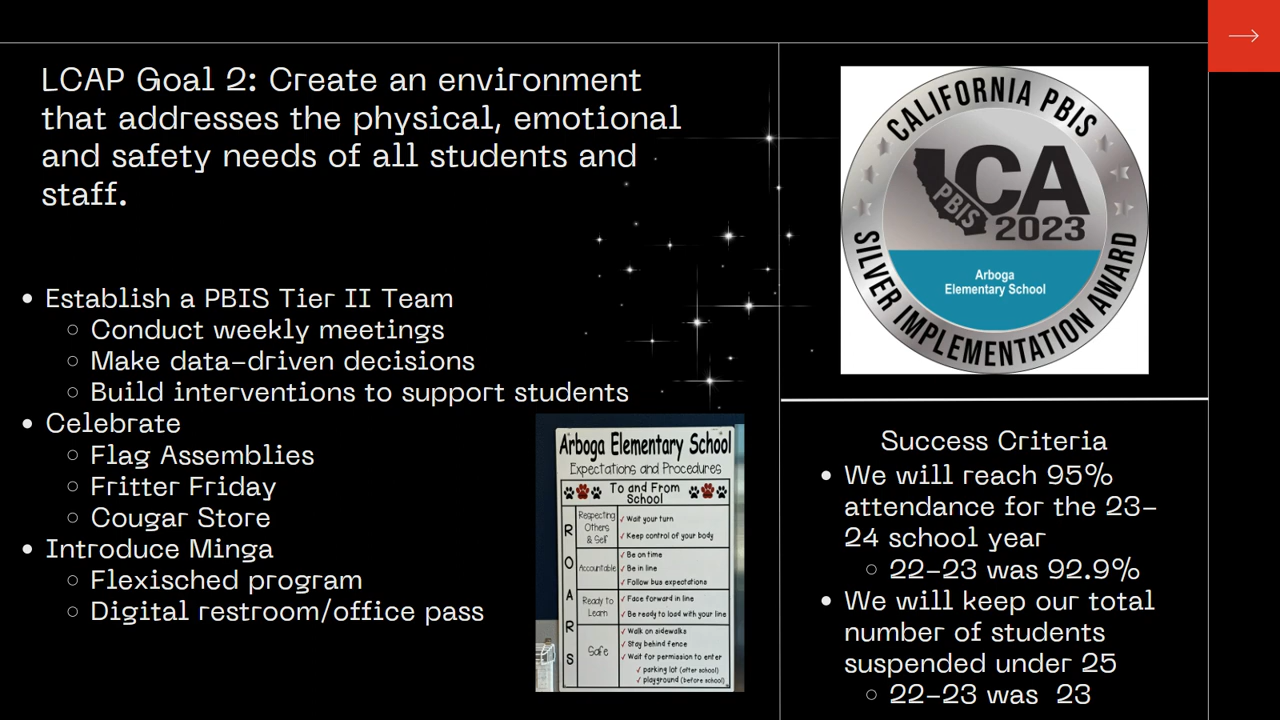 LCAP Goal 2: Create an environment
that addresses the physical, emotional
and safety needs of all students and
staff.
• Establish a PBIS Tier II Team
○ Conduct weekly meetings
○ Make data-driven decisions
○ Build interventions to support students
• Celebrate
○ Flag Assemblies
○ Fritter Friday
○ Cougar Store
• Introduce Minga
○ Flexisched program
○ Digital restroom/office pass
Arboga Elementary School
Expectations and Procedures
To and From
School
ROARS
Respecting
Others
& Self
✓ Wait your turn
✓ Keep control of your body
Accountable
✓ Be on time
✓ Be in line
✓ Follow bus expectations
Ready to
Learn
✓ Face forward in line
✓ Be ready to load with your line
Safe
✓ Walk on sidewalks
✓ Stay behind fence
✓ Wait for permission to enter
✓ parking lot (after school)
✓ playground (before school)
CALIFORNIA PBIS
CA
PBIS
2023
Arboga
Elementary School
SILVER IMPLEMENTATION AWARD
Success Criteria
• We will reach 95%
attendance for the 23-
24 school year
○ 22-23 was 92.9%
• We will keep our total
number of students
suspended under 25
○ 22-23 was 23